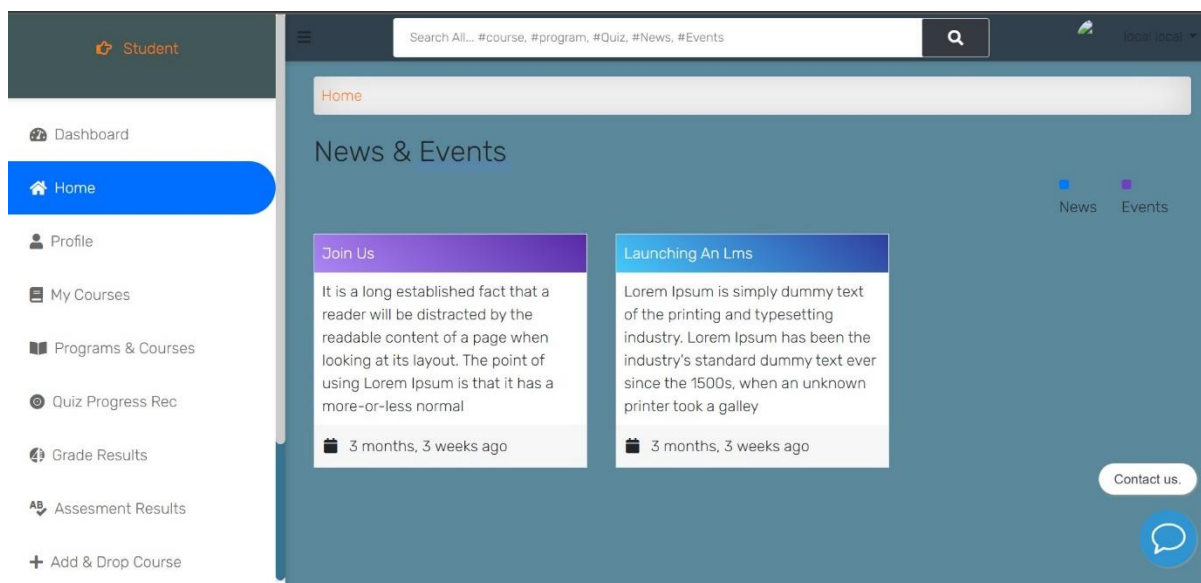 Student
Search All... #course, #program, #Quiz, #News, #Events
local local
Home
Dashboard
Home
Profile
My Courses
Programs & Courses
Quiz Progress Rec
Grade Results
AB
Assesment Results
Add & Drop Course
News & Events
News
Events
Join Us
It is a long established fact that a
reader will be distracted by the
readable content of a page when
looking at its layout. The point of
using Lorem Ipsum is that it has a
more-or-less normal
3 months, 3 weeks ago
Launching An Lms
Lorem Ipsum is simply dummy text
of the printing and typesetting
industry. Lorem Ipsum has been the
industry's standard dummy text ever
since the 1500s, when an unknown
printer took a galley
3 months, 3 weeks ago
Contact us.